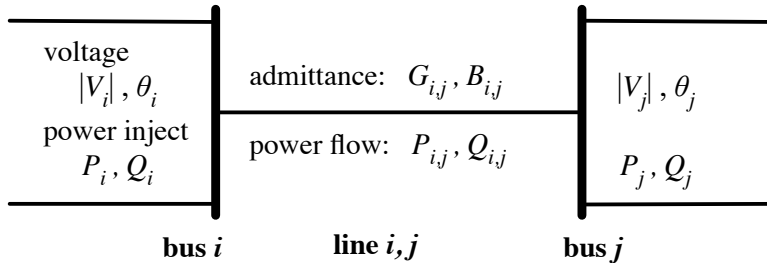 voltage
|V_i| , θ_i
power inject
P_i , Q_i
admittance: G_{i,j} , B_{i,j}
power flow: P_{i,j} , Q_{i,j}
|V_j| , θ_j
P_j , Q_j
bus i
line i,j
bus j